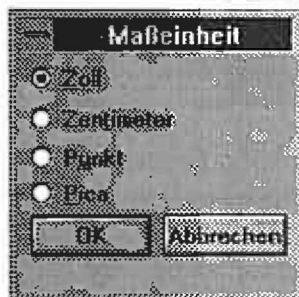 Maßeinheit
Zoll
Zentimeter
Punkt
Pica
OK
Abbrechen